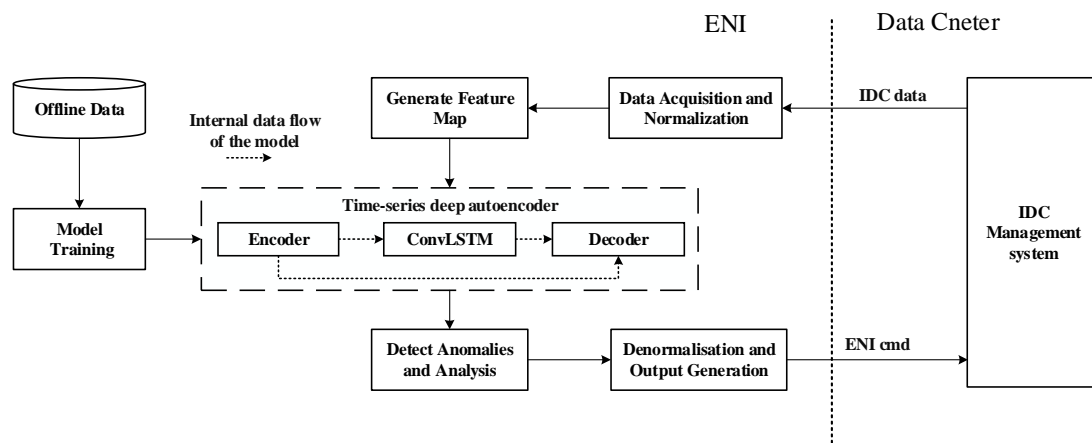 ENI
Data Cneter
Offline Data
Internal data flow
of the model
Generate Feature
Map
Data Acquisition and
Normalization
IDC data
Model
Training
Time-series deep autoencoder
Encoder
ConvLSTM
Decoder
IDC
Management
system
Detect Anomalies
and Analysis
Denormalisation and
Output Generation
ENI cmd